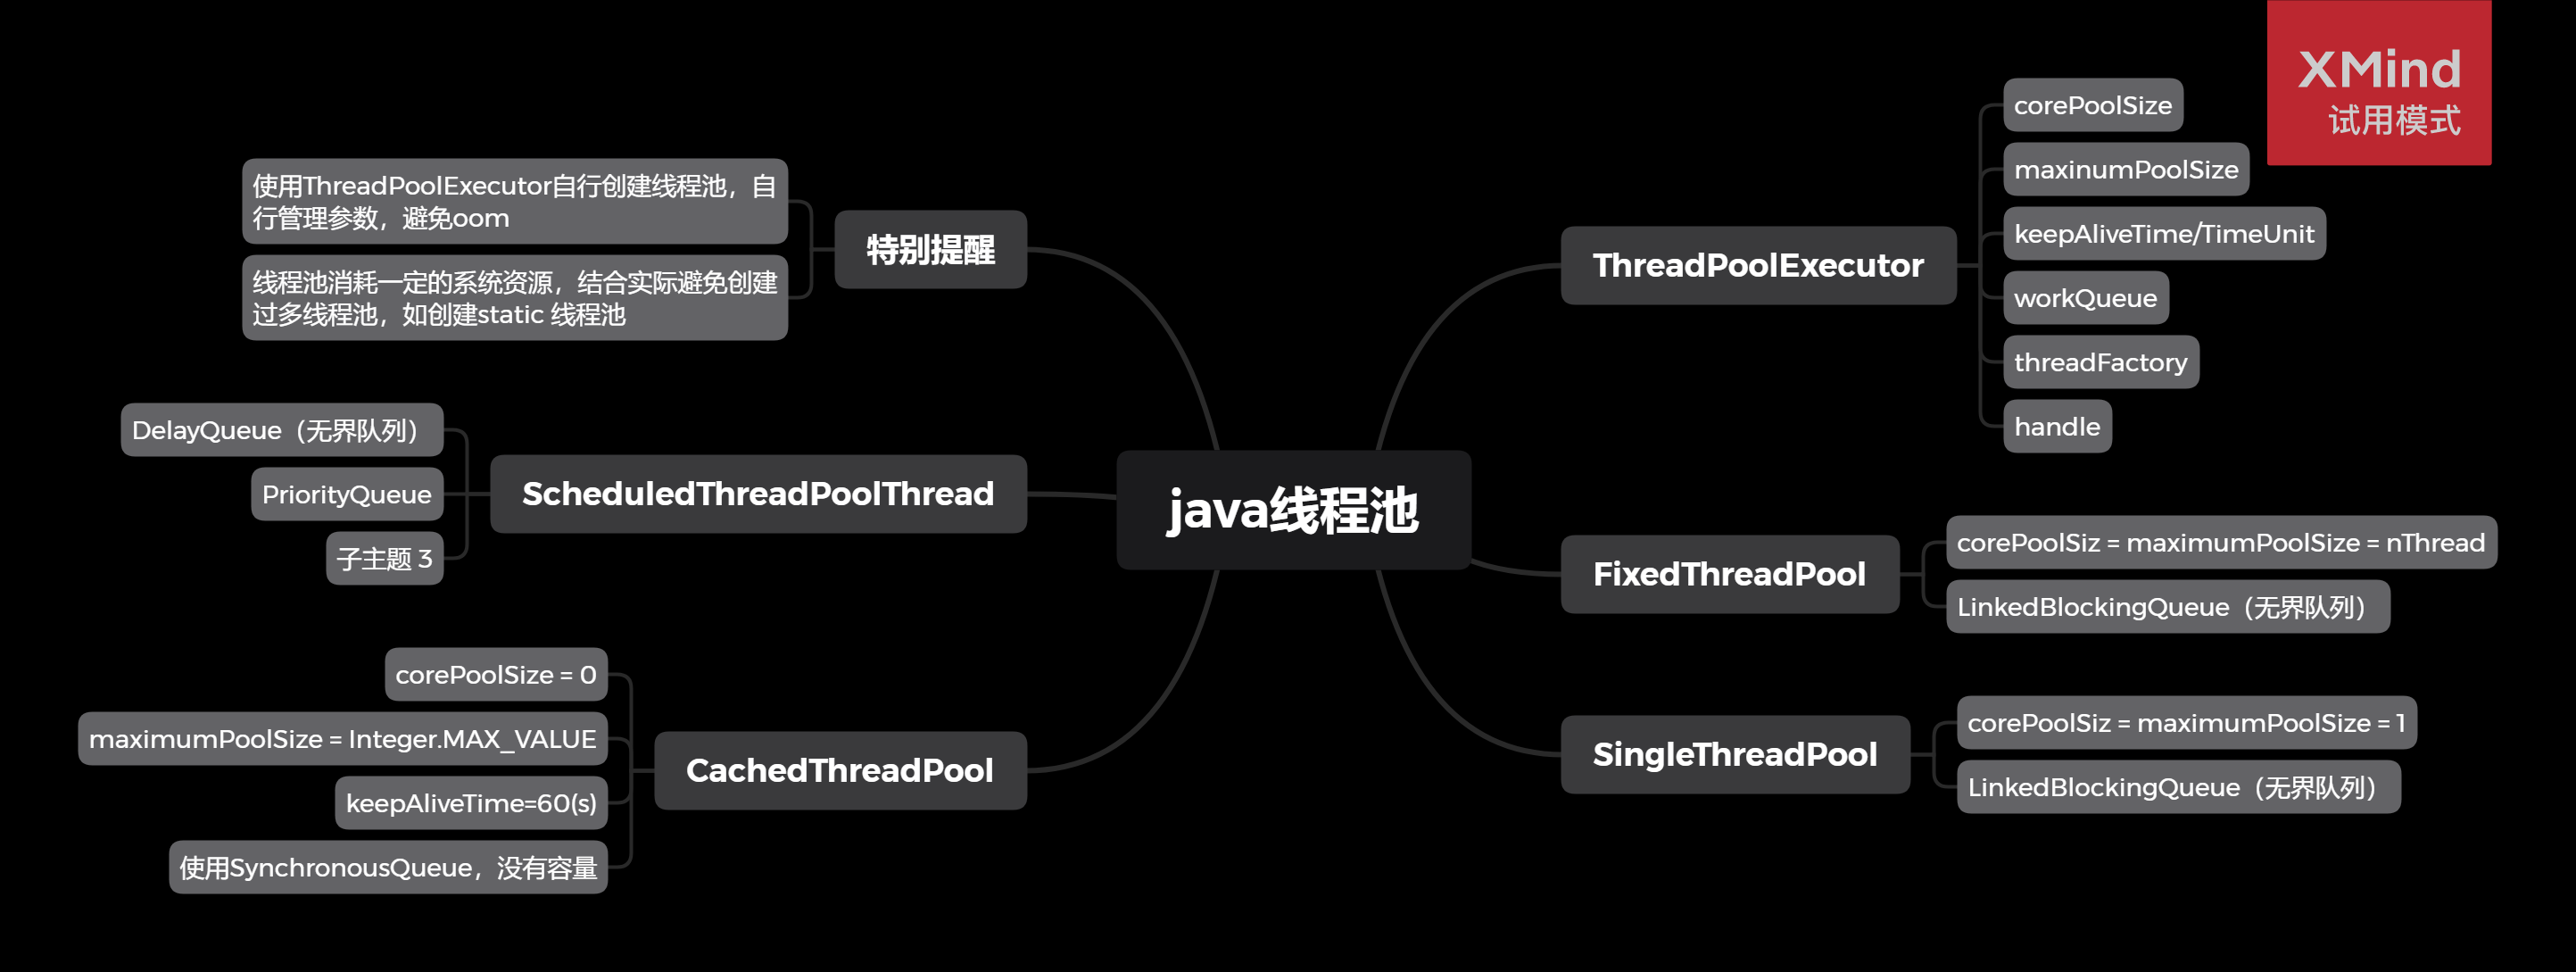 XMind
试用模式
java线程池
ThreadPoolExecutor
corePoolSize
maxinumPoolSize
keepAliveTime/TimeUnit
workQueue
threadFactory
handle
FixedThreadPool
corePoolSiz = maximumPoolSize = nThread
LinkedBlockingQueue（无界队列）
SingleThreadPool
corePoolSiz = maximumPoolSize = 1
LinkedBlockingQueue（无界队列）
特别提醒
使用ThreadPoolExecutor自行创建线程池，自
行管理参数，避免oom
线程池消耗一定的系统资源，结合实际避免创建
过多线程池，如创建static 线程池
ScheduledThreadPoolThread
DelayQueue（无界队列）
PriorityQueue
子主题 3
CachedThreadPool
corePoolSize = 0
maximumPoolSize = Integer.MAX_VALUE
keepAliveTime=60(s)
使用SynchronousQueue，没有容量